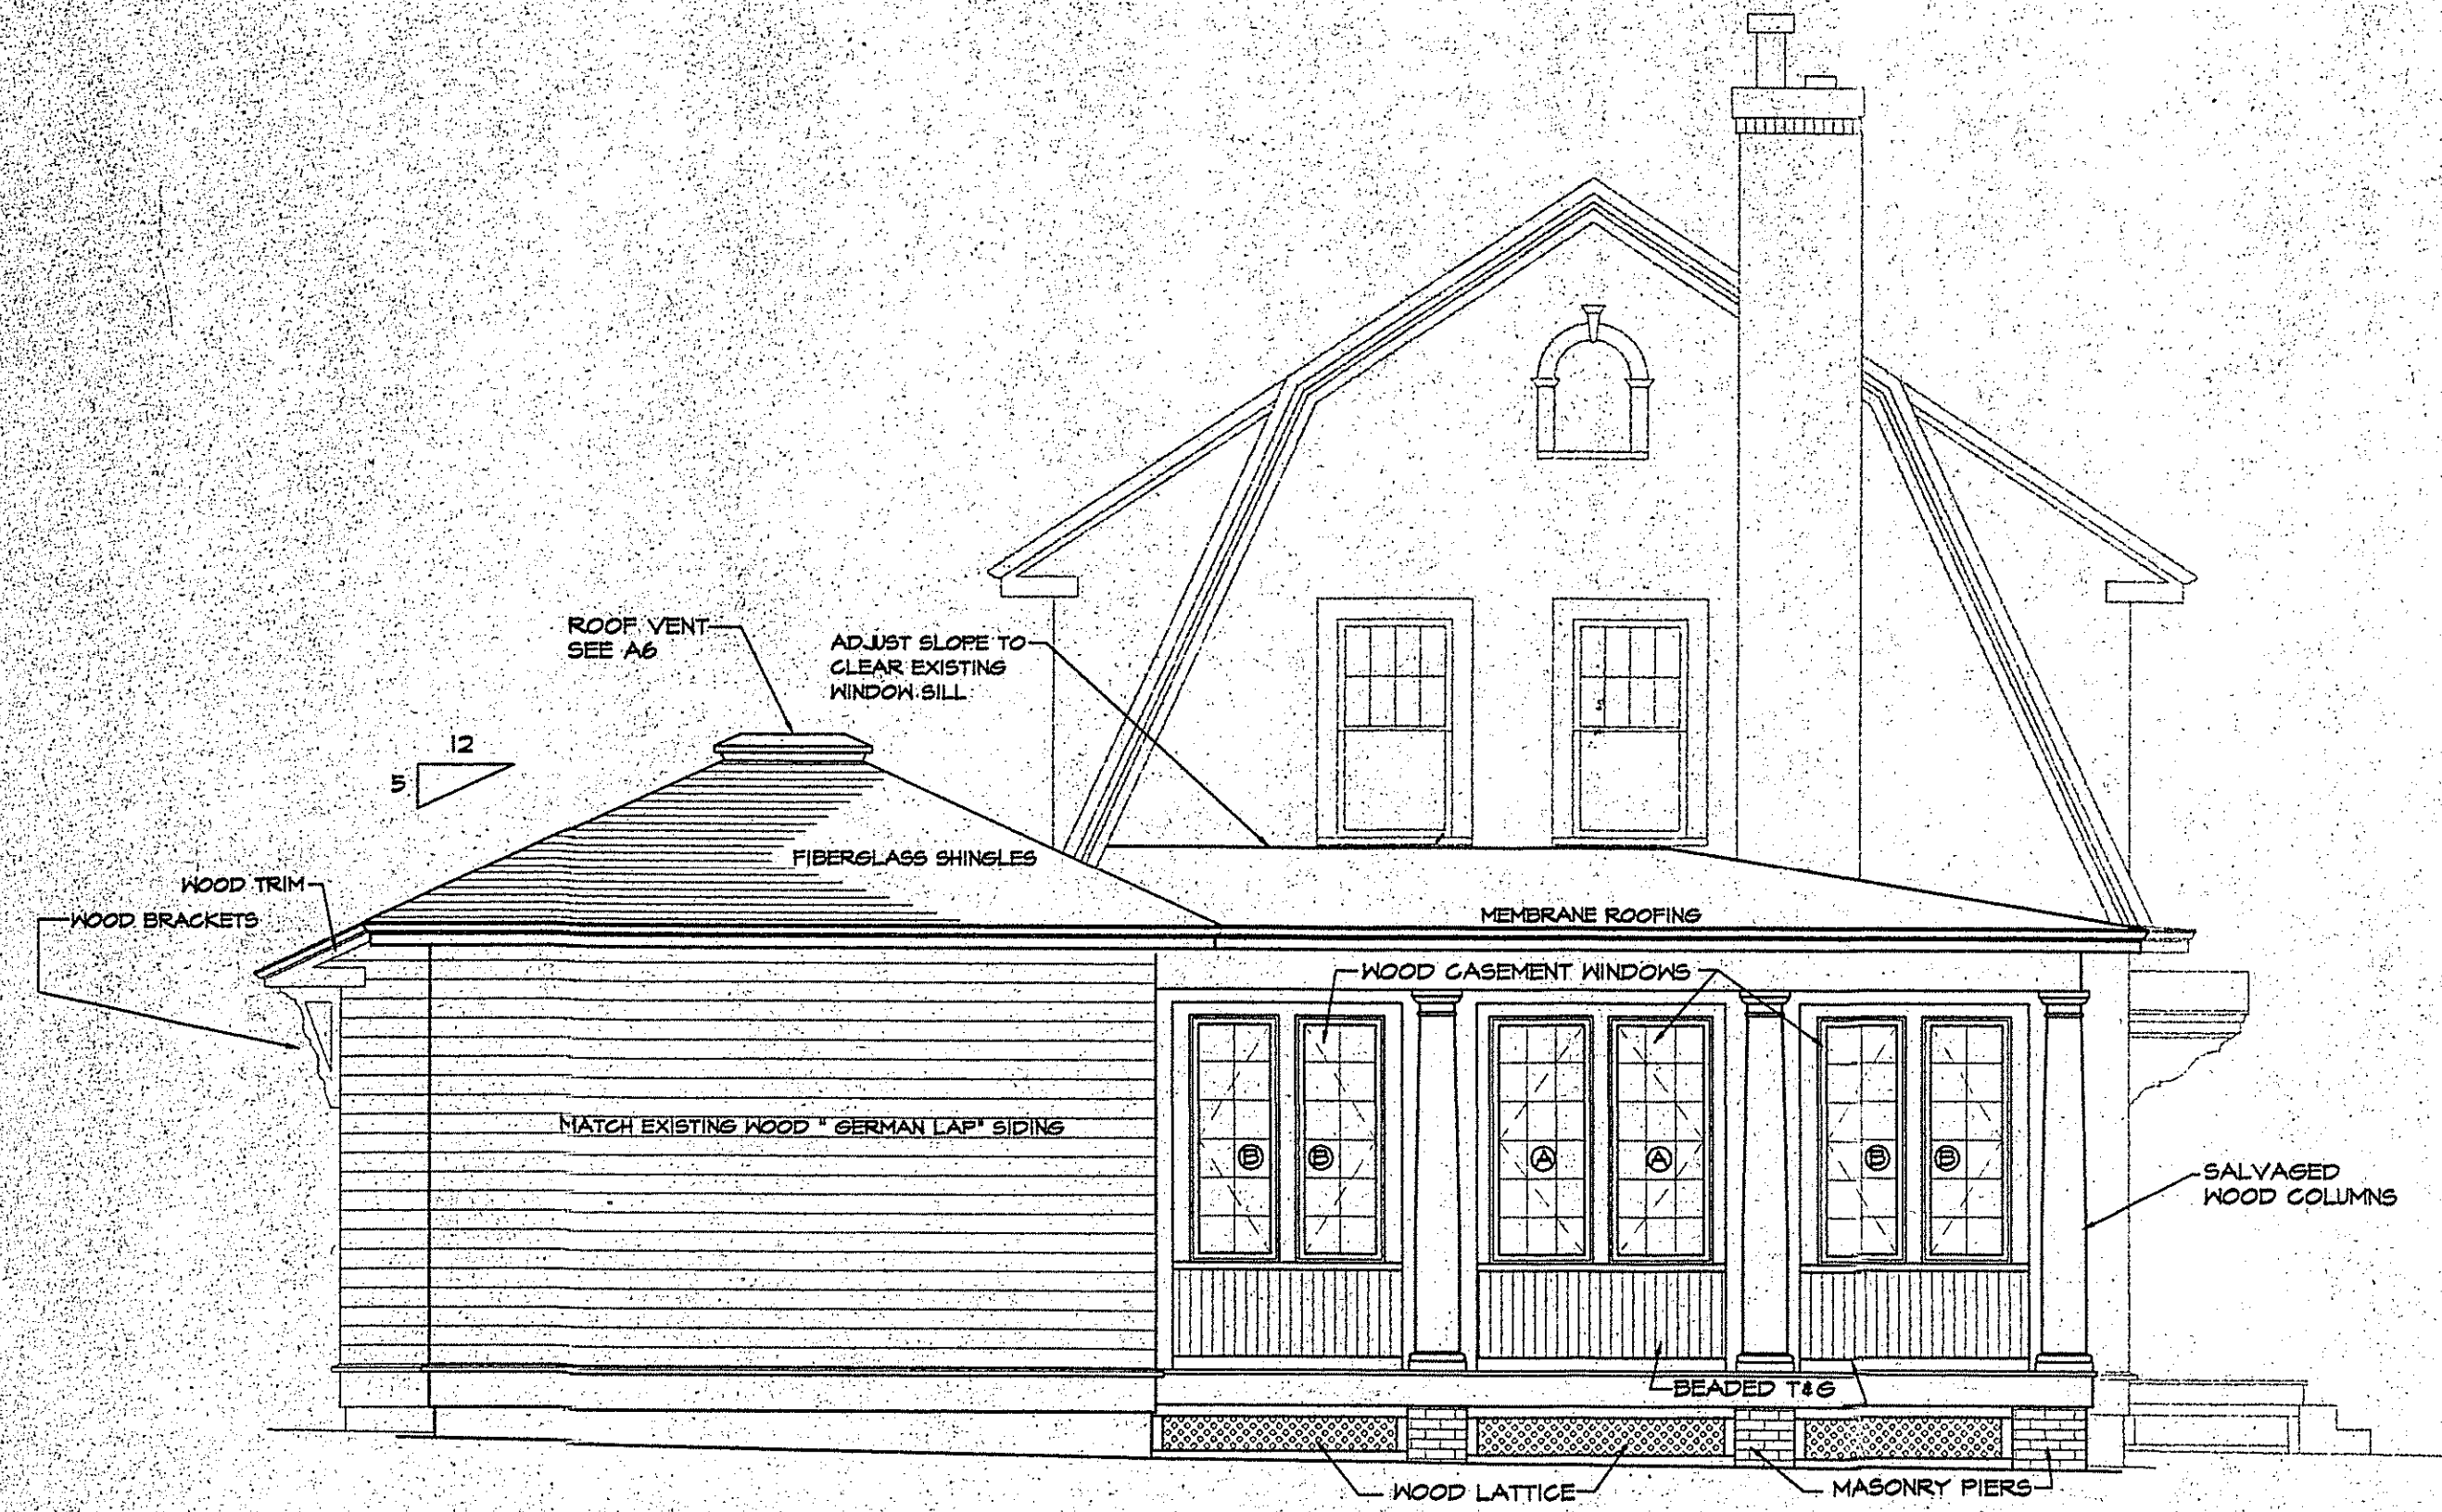 ROOF VENT
SEE A6
ADJUST SLOPE TO
CLEAR EXISTING
WINDOW SILL
12
5
FIBERGLASS SHINGLES
WOOD TRIM
WOOD BRACKETS
MEMBRANE ROOFING
WOOD CASEMENT WINDOWS
MATCH EXISTING WOOD " GERMAN LAP" SIDING
B
B
A
A
B
B
SALVAGED
WOOD COLUMNS
BEADED T&G
WOOD LATTICE
MASONRY PIERS